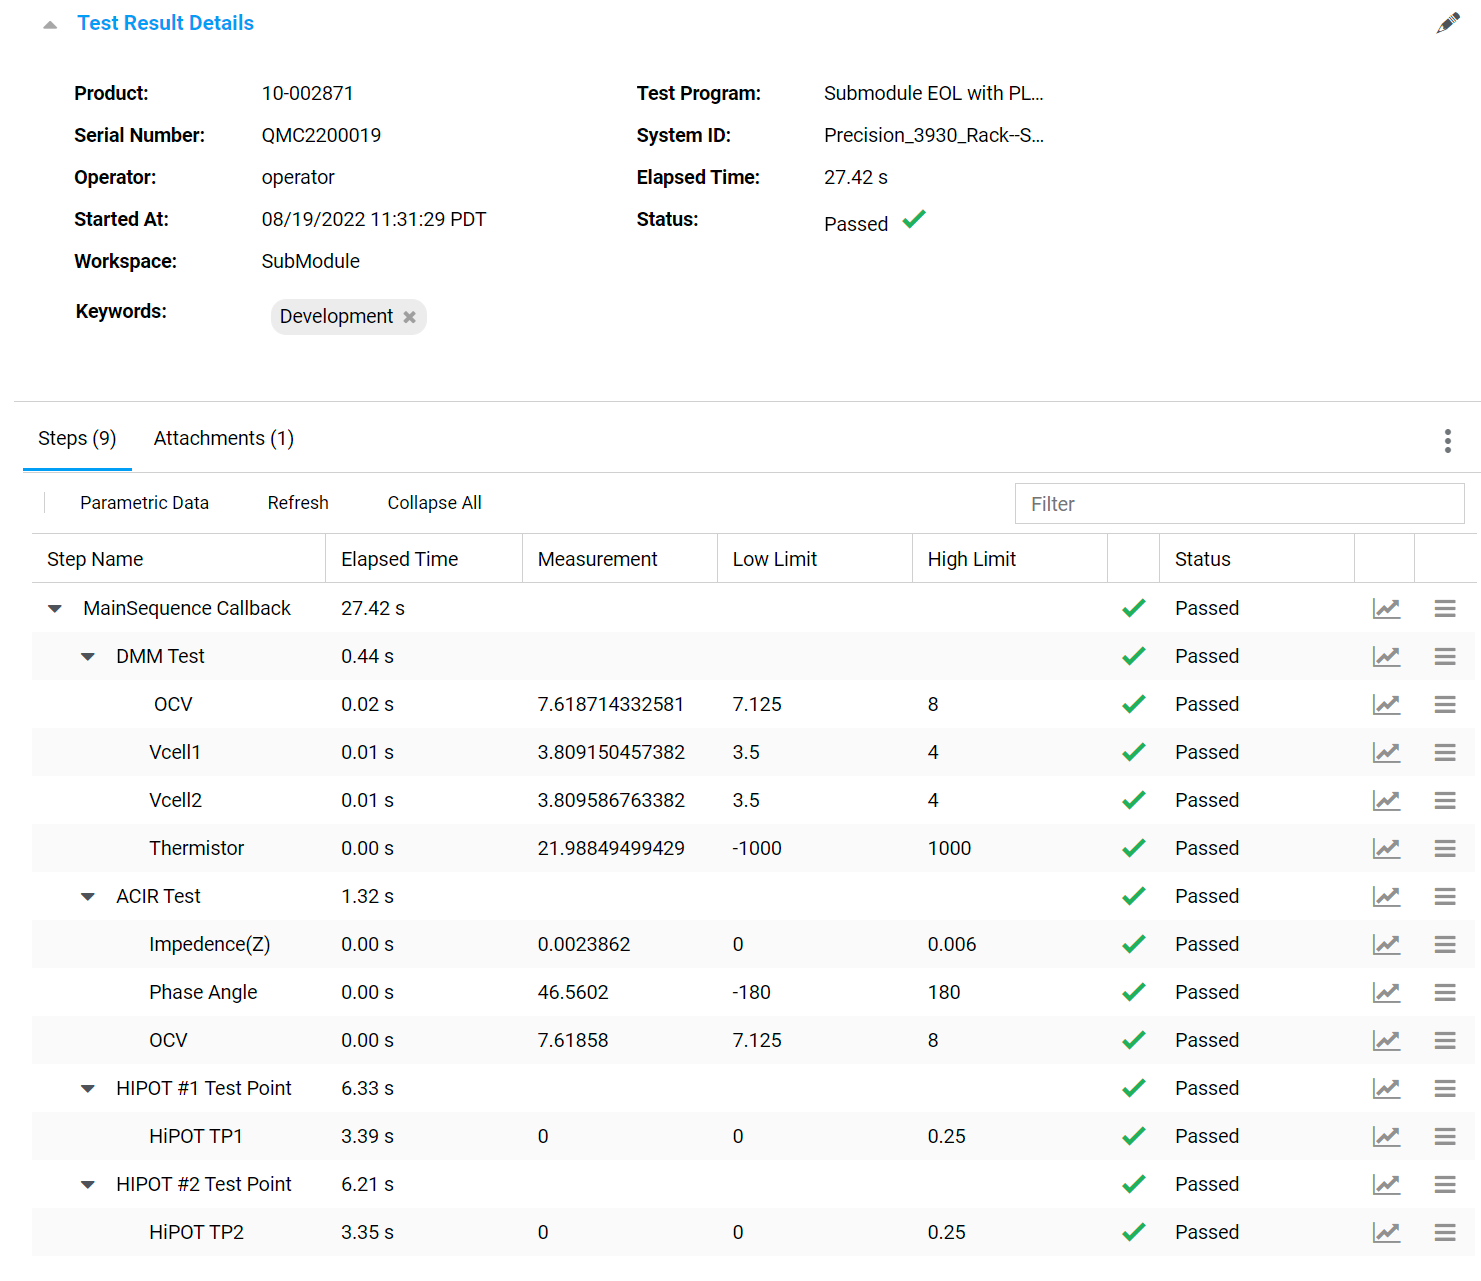 Test Result Details
Product: 10-002871 Test Program: Submodule EOL with PL...
Serial Number: QMC2200019 System ID: Precision_3930_Rack--S...
Operator: operator Elapsed Time: 27.42 s
Started At: 08/19/2022 11:31:29 PDT Status: Passed
Workspace: SubModule
Keywords: Development
Steps (9) Attachments (1)
Parametric Data Refresh Collapse All Filter
Step Name Elapsed Time Measurement Low Limit High Limit Status
MainSequence Callback 27.42 s Passed
DMM Test 0.44 s Passed
OCV 0.02 s 7.618714332581 7.125 8 Passed
Vcell1 0.01 s 3.809150457382 3.5 4 Passed
Vcell2 0.01 s 3.809586763382 3.5 4 Passed
Thermistor 0.00 s 21.98849499429 -1000 1000 Passed
ACIR Test 1.32 s Passed
Impedence(Z) 0.00 s 0.0023862 0 0.006 Passed
Phase Angle 0.00 s 46.5602 -180 180 Passed
OCV 0.00 s 7.61858 7.125 8 Passed
HIPOT #1 Test Point 6.33 s Passed
HiPOT TP1 3.39 s 0 0 0.25 Passed
HIPOT #2 Test Point 6.21 s Passed
HiPOT TP2 3.35 s 0 0 0.25 Passed